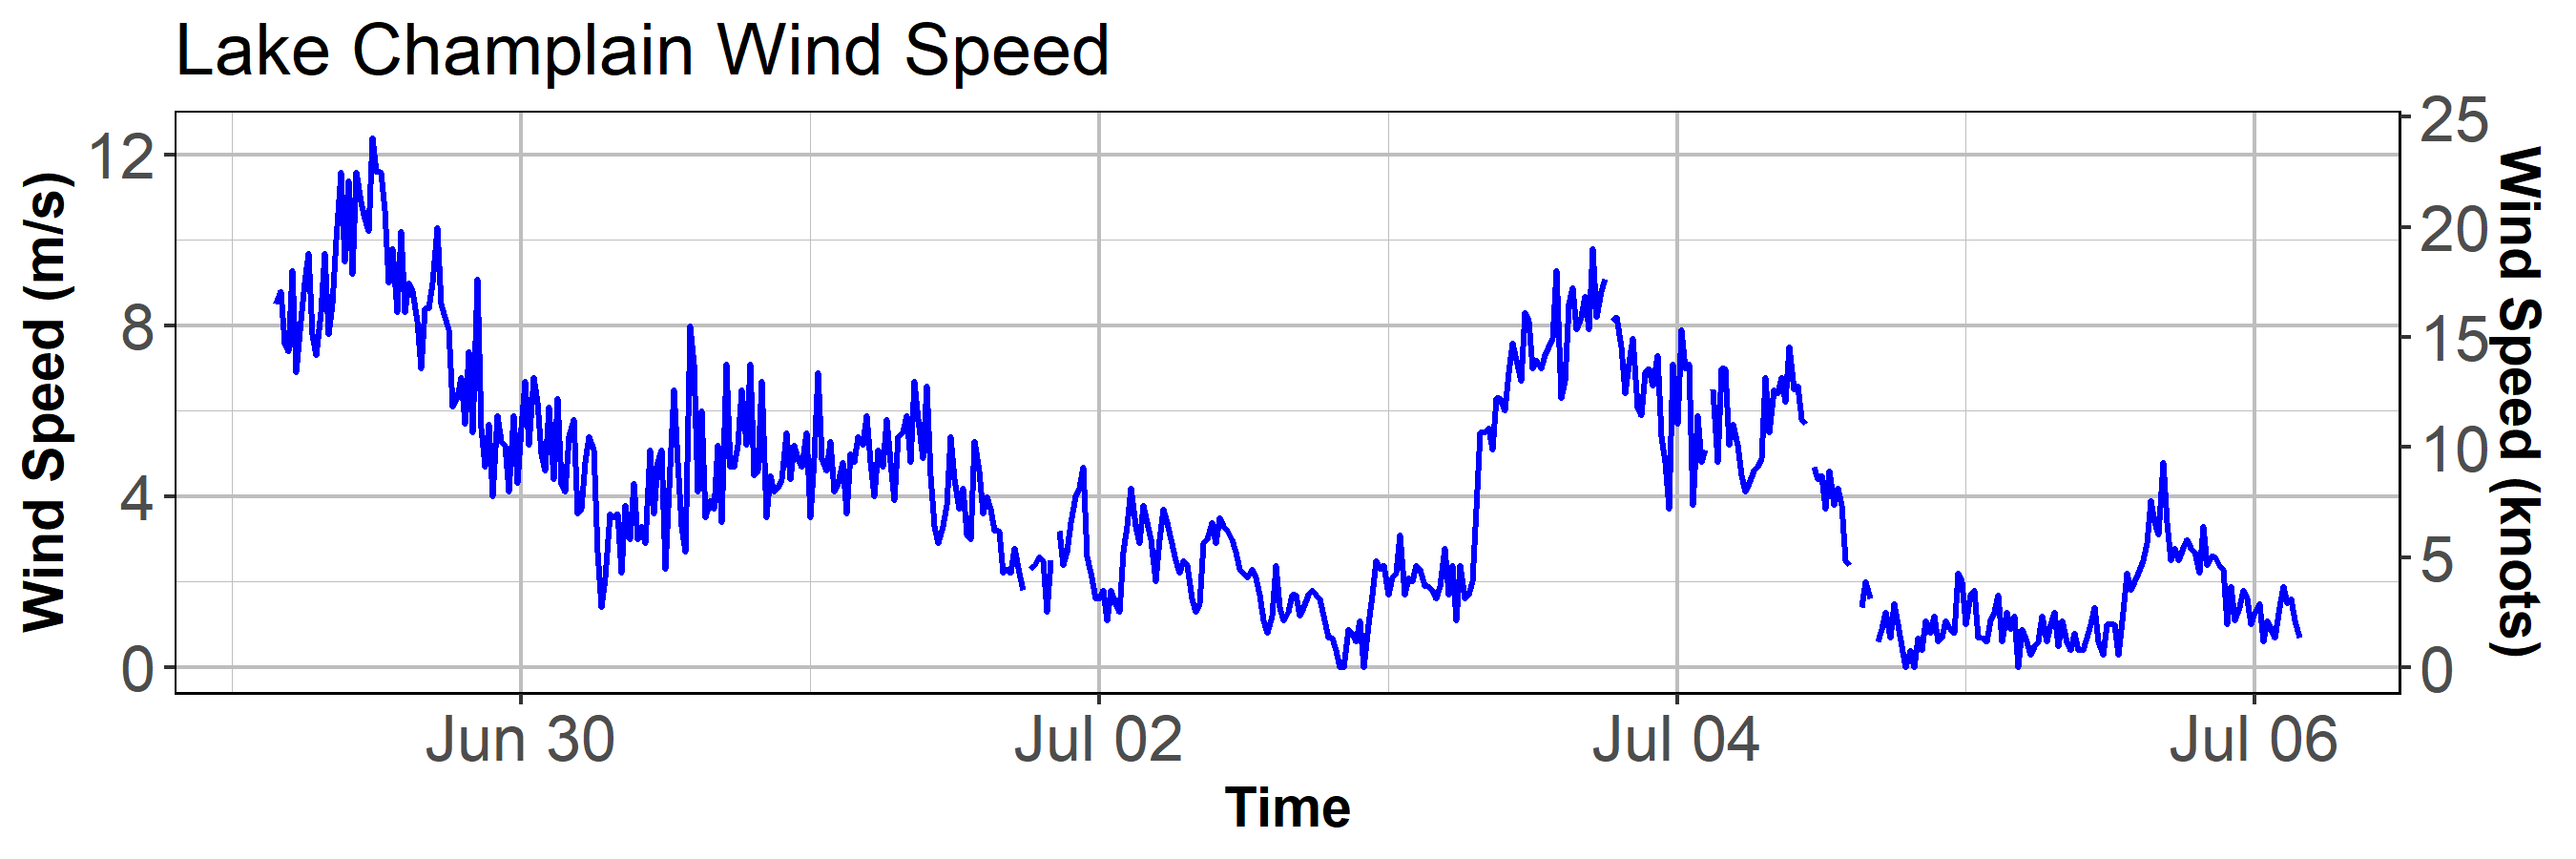 Lake Champlain Wind Speed
Wind Speed (m/s)
12
8
4
0
25
20
15
10
5
0
Wind Speed (knots)
Jun 30
Jul 02
Jul 04
Jul 06
Time